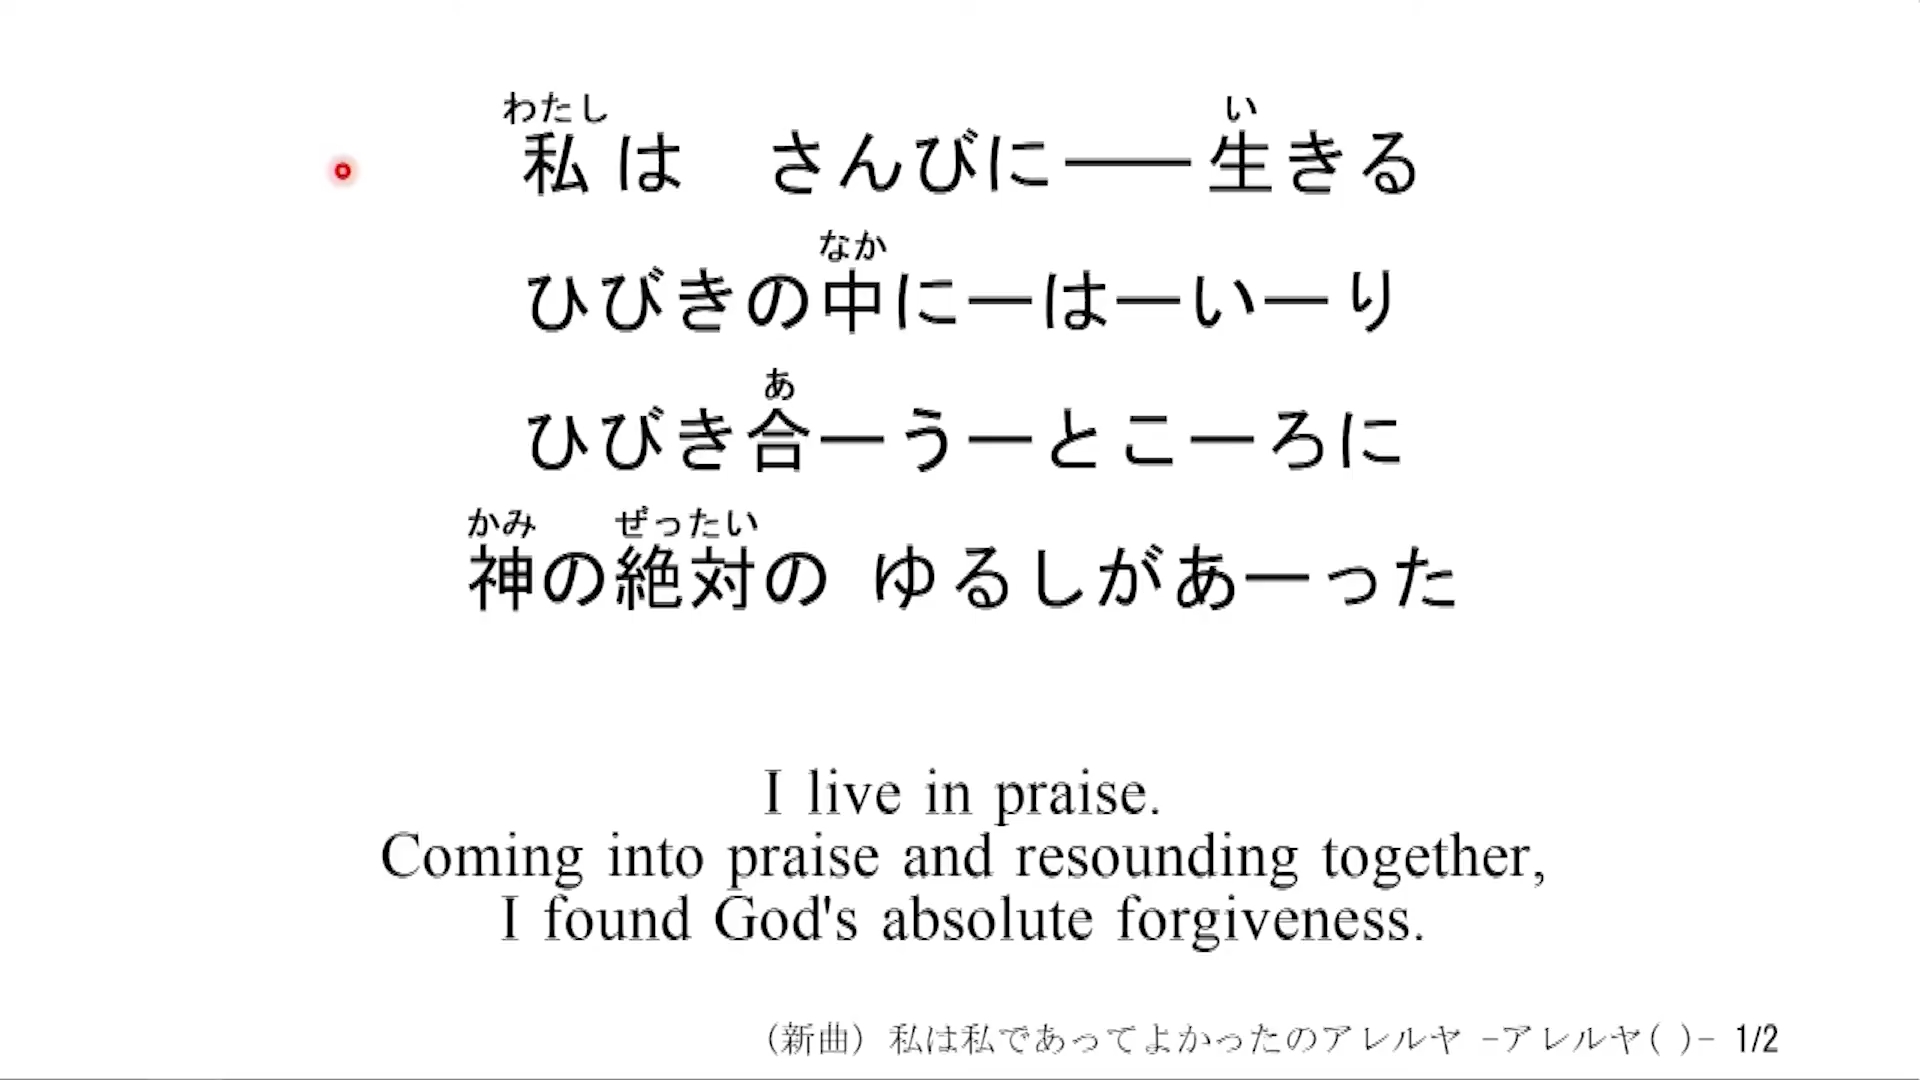 わたし い
私は さんびに――生きる
なか
ひびきの中に―は―い―り
あ
ひびき合―う―とこ―ろに
かみ ぜったい
神の絶対の ゆるしがあ―った
I live in praise.
Coming into praise and resounding together,
I found God's absolute forgiveness.
(新曲) 私は私であってよかったのアレルヤ -アレルヤ( )- 1/2